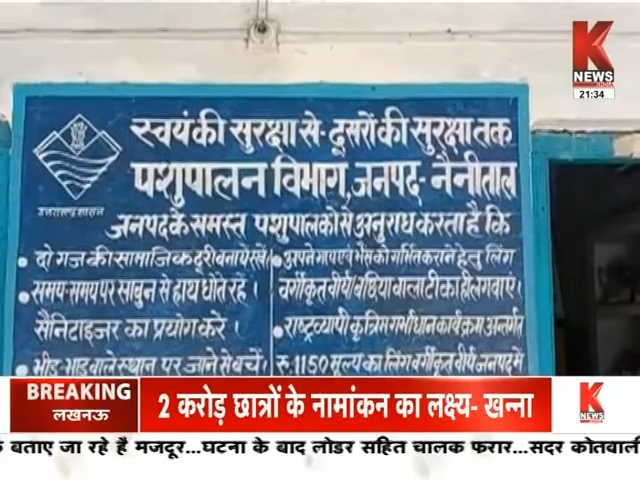 K
NEWS
INDIA
21:34
स्वयं की सुरक्षा से - दूसरों की सुरक्षा तक
पशुपालन विभाग, जनपद - नैनीताल
उत्तराखण्ड शासन
जनपद के समस्त पशुपालकों से अनुरोध करता है कि
• दो गज की सामाजिक दूरी बनाये रखें
• समय-समय पर साबुन से हाथ धोते रहें।
सैनिटाइजर का प्रयोग करें।
• भीड़-भाड़ वाले स्थान पर जाने से बचें।
• अपने गाय एवं भैंस को गर्भित कराने हेतु लिंग
वर्गीकृत वीर्य बछिया वाला टीका ही लगवाएं।
• राष्ट्रव्यापी कृत्रिम गर्भाधान कार्यक्रम अन्तर्गत
रु. 1150 मूल्य का लिंग वर्गीकृत वीर्य जनपद में
BREAKING
लखनऊ
2 करोड़ छात्रों के नामांकन का लक्ष्य- खन्ना
K
NEWS
INDIA
बताए जा रहे है मजदूर...घटना के बाद लोडर सहित चालक फरार...सदर कोतवाली